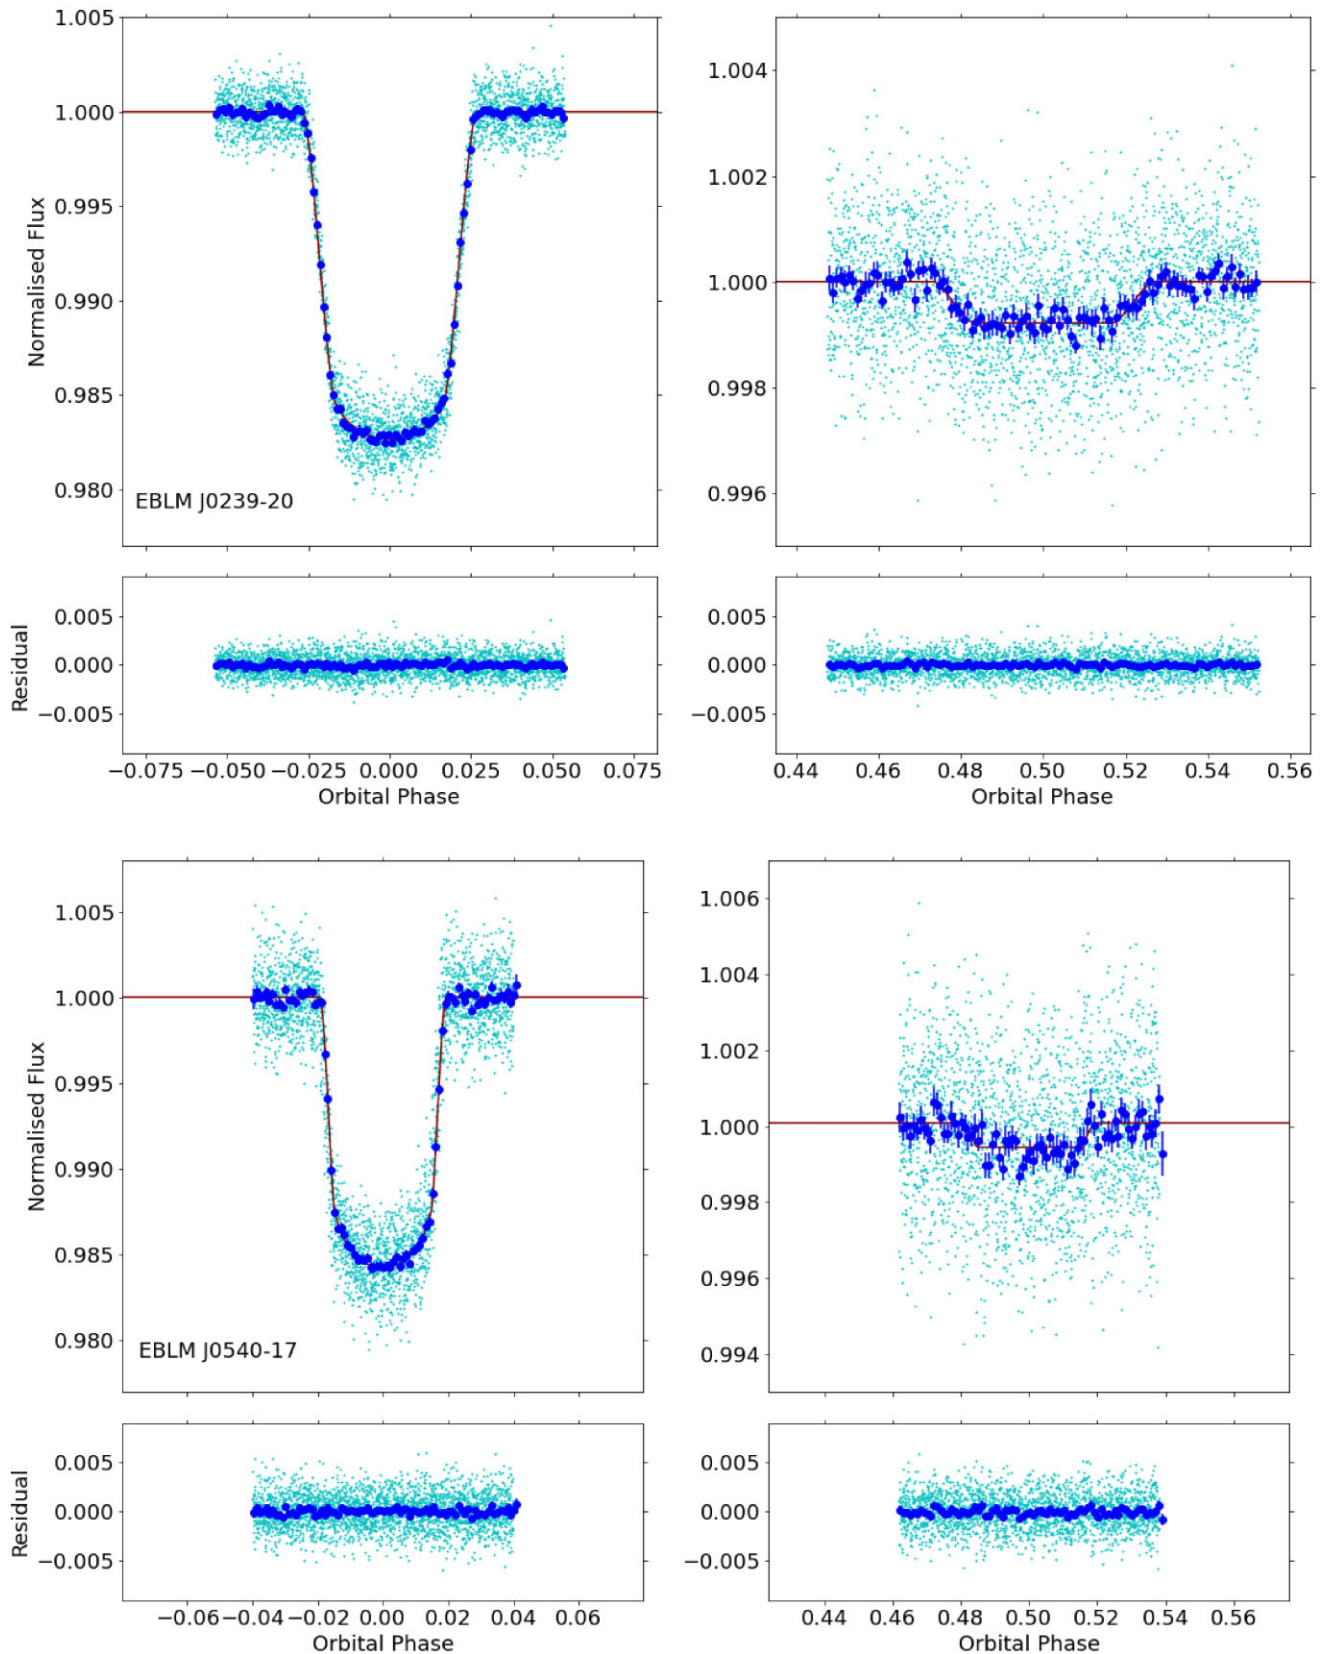 Normalised Flux
1.005
1.000
0.995
0.990
0.985
0.980
EBLM J0239-20
1.004
1.002
1.000
0.998
0.996
Residual
0.005
0.000
−0.005
−0.075 −0.050 −0.025 0.000 0.025 0.050 0.075
Orbital Phase
0.005
0.000
−0.005
0.44 0.46 0.48 0.50 0.52 0.54 0.56
Orbital Phase
Normalised Flux
1.005
1.000
0.995
0.990
0.985
0.980
EBLM J0540-17
1.006
1.004
1.002
1.000
0.998
0.996
0.994
Residual
0.005
0.000
−0.005
−0.06 −0.04 −0.02 0.00 0.02 0.04 0.06
Orbital Phase
0.005
0.000
−0.005
0.44 0.46 0.48 0.50 0.52 0.54 0.56
Orbital Phase